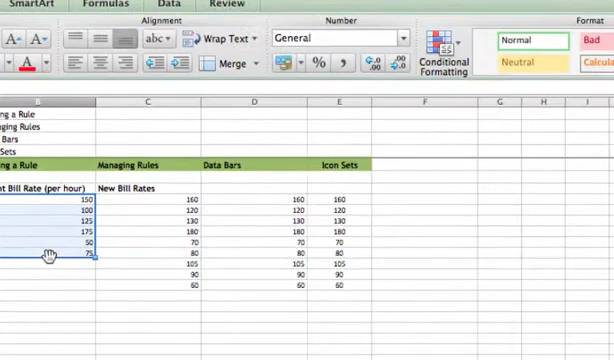 SmartArt Formulas Data Review
Alignment Number Format
A A abc Wrap Text General Normal Bad
A Merge % , .00 .0 Conditional Formatting Neutral Calcula
B C D E F G H I
ng a Rule
aging Rules
Bars
Sets
ng a Rule Managing Rules Data Bars Icon Sets
nt Bill Rate (per hour) New Bill Rates
150 160 160 160
100 120 120 120
125 130 130 130
175 180 180 180
50 70 70 70
75 80 80 80
105 105 105
90 90 90
60 60 60